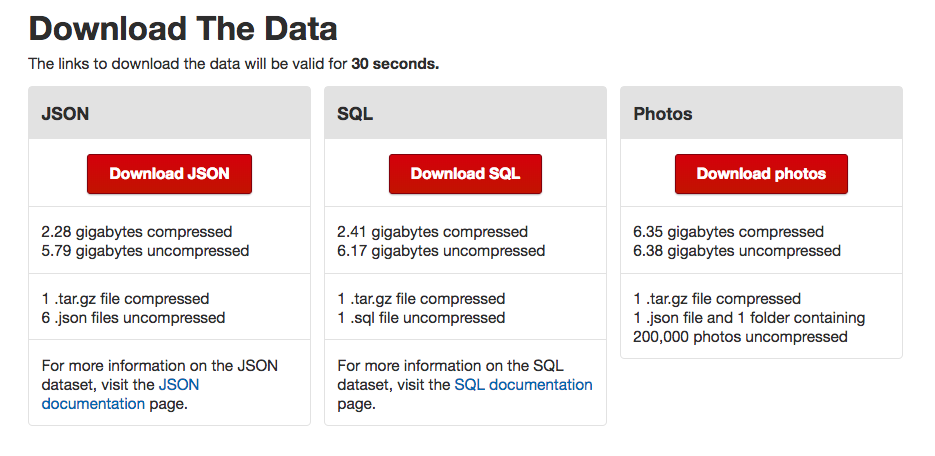 Download The Data
The links to download the data will be valid for 30 seconds.
JSON
Download JSON
2.28 gigabytes compressed
5.79 gigabytes uncompressed
1 .tar.gz file compressed
6 .json files uncompressed
For more information on the JSON
dataset, visit the JSON
documentation page.
SQL
Download SQL
2.41 gigabytes compressed
6.17 gigabytes uncompressed
1 .tar.gz file compressed
1 .sql file uncompressed
For more information on the SQL
dataset, visit the SQL documentation
page.
Photos
Download photos
6.35 gigabytes compressed
6.38 gigabytes uncompressed
1 .tar.gz file compressed
1 .json file and 1 folder containing
200,000 photos uncompressed